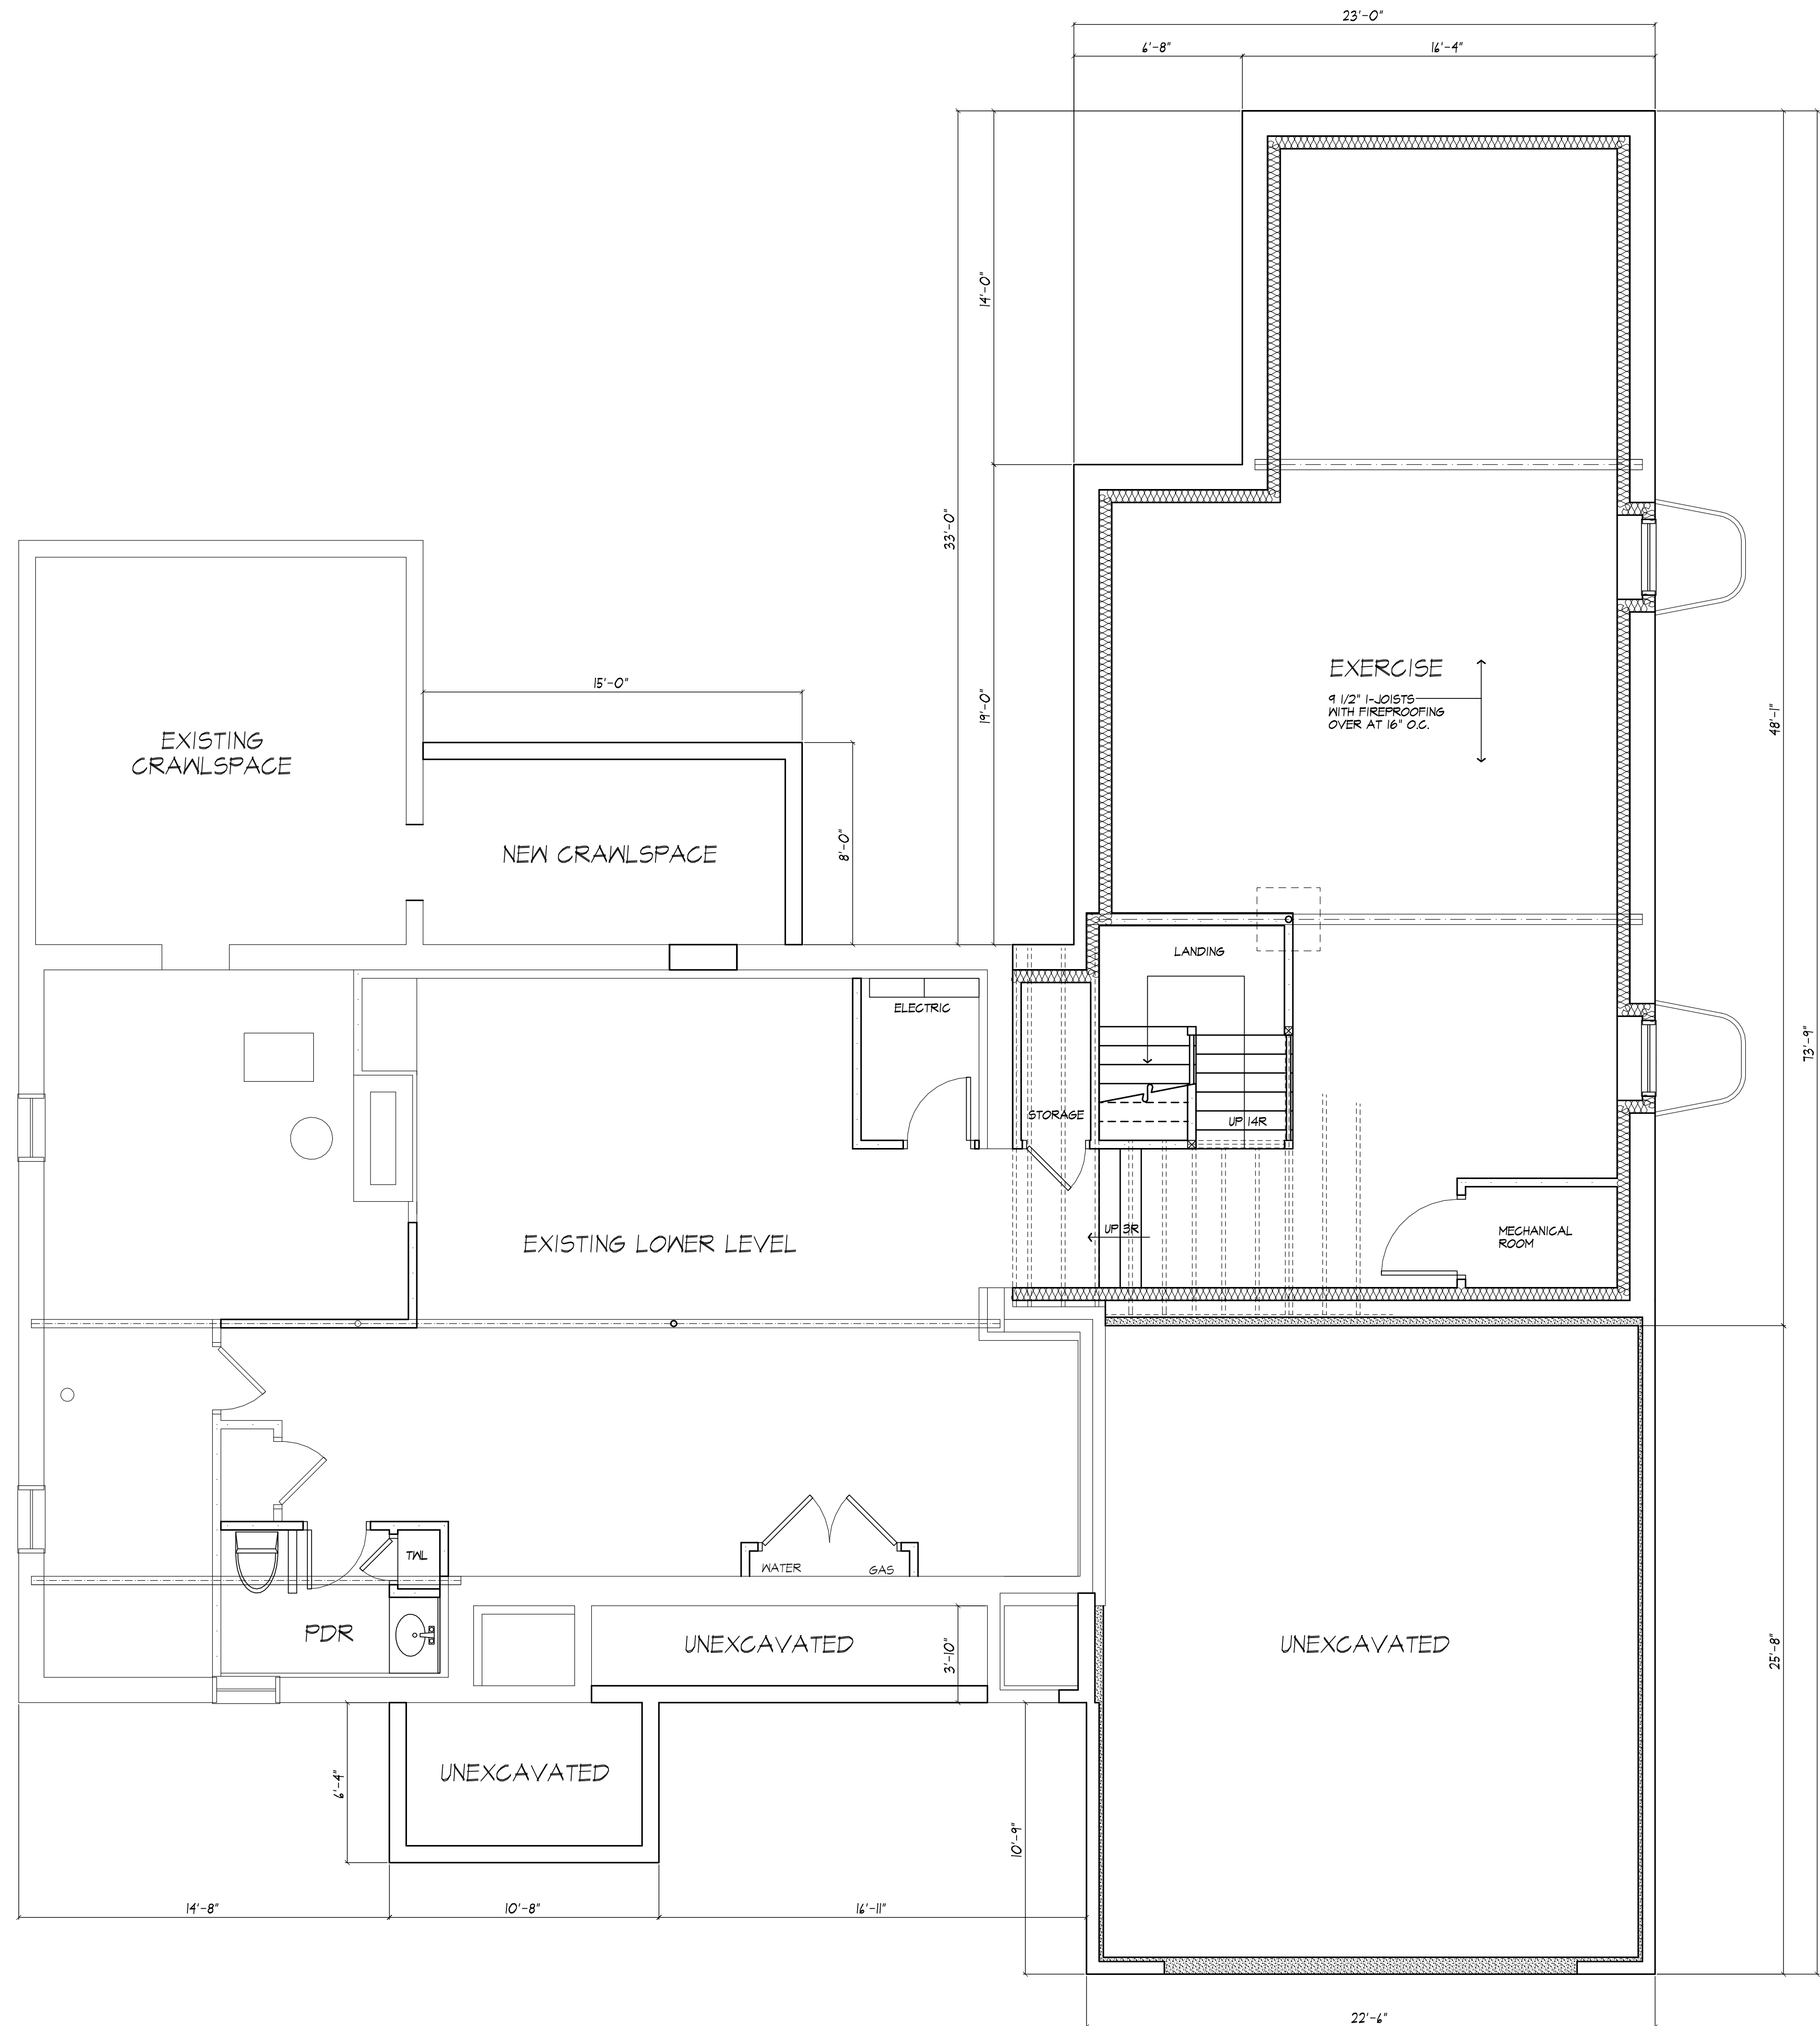 23'-0"
6'-8"
16'-4"
14'-0"
33'-0"
19'-0"
48'-1"
73'-9"
EXERCISE
9 1/2" I-JOISTS
WITH FIREPROOFING
OVER AT 16" O.C.
15'-0"
EXISTING
CRAWLSPACE
8'-0"
NEW CRAWLSPACE
LANDING
ELECTRIC
STORAGE
UP 14R
UP 3R
MECHANICAL
ROOM
EXISTING LOWER LEVEL
TWL
WATER
GAS
PDR
UNEXCAVATED
3'-10"
UNEXCAVATED
25'-8"
UNEXCAVATED
6'-4"
10'-9"
14'-8"
10'-8"
16'-11"
22'-6"